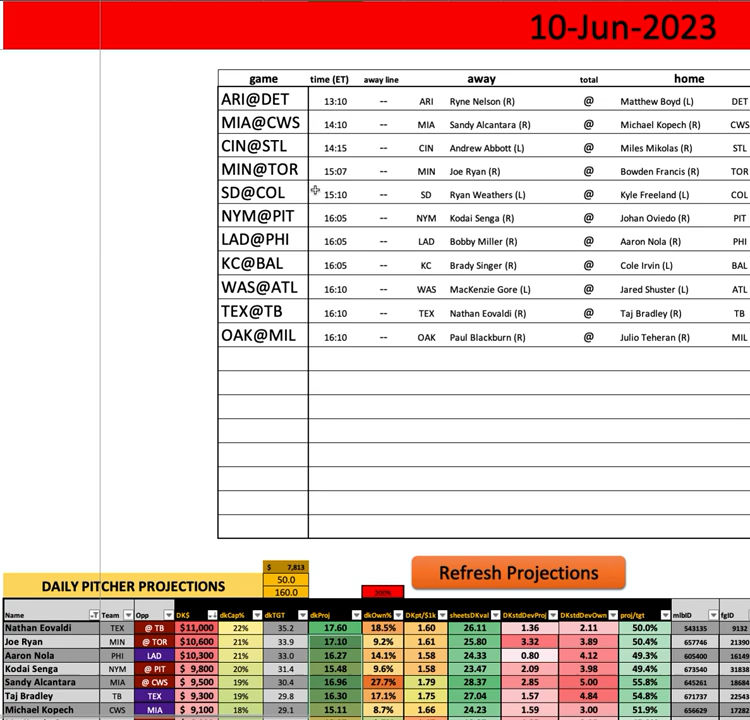 10-Jun-2023
game time (ET) away line away total home
ARI@DET 13:10 -- ARI Ryne Nelson (R) @ Matthew Boyd (L) DET
MIA@CWS 14:10 -- MIA Sandy Alcantara (R) @ Michael Kopech (R) CWS
CIN@STL 14:15 -- CIN Andrew Abbott (L) @ Miles Mikolas (R) STL
MIN@TOR 15:07 -- MIN Joe Ryan (R) @ Bowden Francis (R) TOR
SD@COL 15:10 -- SD Ryan Weathers (L) @ Kyle Freeland (L) COL
NYM@PIT 16:05 -- NYM Kodai Senga (R) @ Johan Oviedo (R) PIT
LAD@PHI 16:05 -- LAD Bobby Miller (R) @ Aaron Nola (R) PHI
KC@BAL 16:05 -- KC Brady Singer (R) @ Cole Irvin (L) BAL
WAS@ATL 16:10 -- WAS MacKenzie Gore (L) @ Jared Shuster (L) ATL
TEX@TB 16:10 -- TEX Nathan Eovaldi (R) @ Taj Bradley (R) TB
OAK@MIL 16:10 -- OAK Paul Blackburn (R) @ Julio Teheran (R) MIL
$ 7,813
DAILY PITCHER PROJECTIONS 50.0 Refresh Projections
160.0 200%
Name Team Opp DK$ dkCap% dkTGT dkProj dkOwn% DKpt/$1k sheetsDKval DKstdDevProj DKstdDevOwn proj/tgt mlbID fgID
Nathan Eovaldi TEX @ TB $11,000 22% 35.2 17.60 18.5% 1.60 26.11 1.36 2.11 50.0% 543135 9132
Joe Ryan MIN @ TOR $10,600 21% 33.9 17.10 9.2% 1.61 25.80 3.32 3.89 50.4% 657746 21390
Aaron Nola PHI LAD $10,300 21% 33.0 16.27 14.1% 1.58 24.33 0.80 4.12 49.3% 605400 16149
Kodai Senga NYM @ PIT $ 9,800 20% 31.4 15.48 9.6% 1.58 23.47 2.09 3.98 49.4% 673540 31838
Sandy Alcantara MIA @ CWS $ 9,500 19% 30.4 16.96 27.7% 1.79 28.37 2.85 5.00 55.8% 645261 18684
Taj Bradley TB TEX $ 9,300 19% 29.8 16.30 17.1% 1.75 27.04 1.57 4.84 54.8% 671737 22543
Michael Kopech CWS MIA $ 9,100 18% 29.1 15.11 8.7% 1.66 24.23 1.59 3.00 51.9% 656629 17282